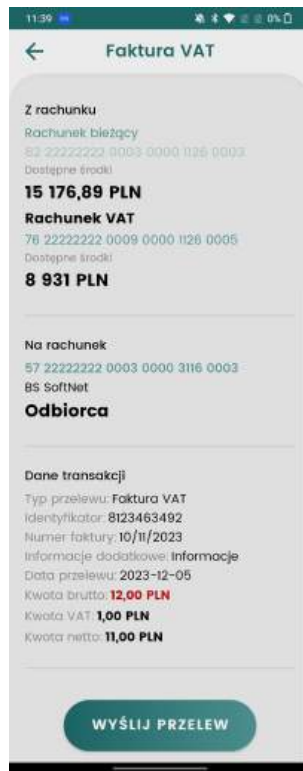 11:39
0%
Faktura VAT
Z rachunku
Rachunek bieżący
82 22222222 0003 0000 1126 0003
Dostępne środki
15 176,89 PLN
Rachunek VAT
76 22222222 0009 0000 1126 0005
Dostępne środki
8 931 PLN
Na rachunek
57 22222222 0003 0000 3116 0003
BS SoftNet
Odbiorca
Dane transakcji
Typ przelewu: Faktura VAT
Identyfikator: 8123463492
Numer faktury: 10/11/2023
Informacje dodatkowe: Informacje
Data przelewu: 2023-12-05
Kwota brutto: 12,00 PLN
Kwota VAT: 1,00 PLN
Kwota netto: 11,00 PLN
WYŚLIJ PRZELEW